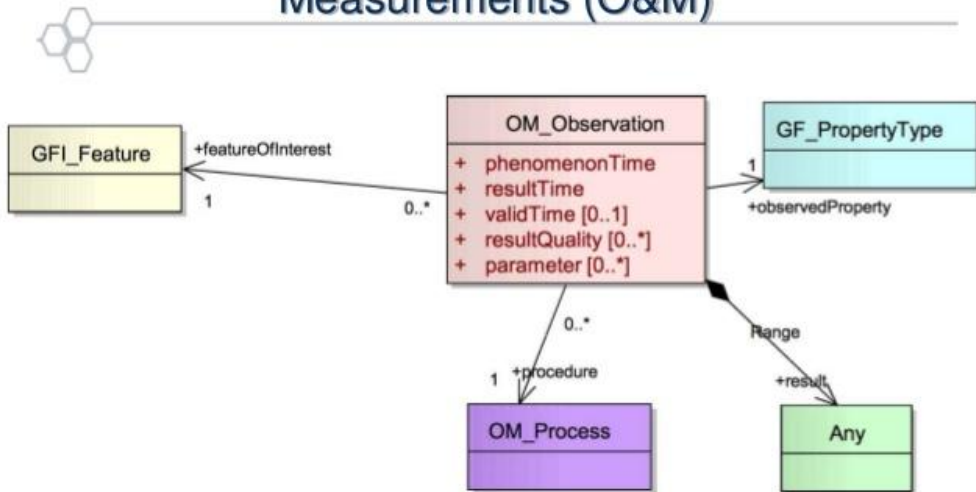 Measurements (O&M)
GFI_Feature
+featureOfInterest
1
0..*
OM_Observation
+ phenomenonTime
+ resultTime
+ validTime [0..1]
+ resultQuality [0..*]
+ parameter [0..*]
GF_PropertyType
1
+observedProperty
0..*
1 +procedure
OM_Process
Range
+result
Any